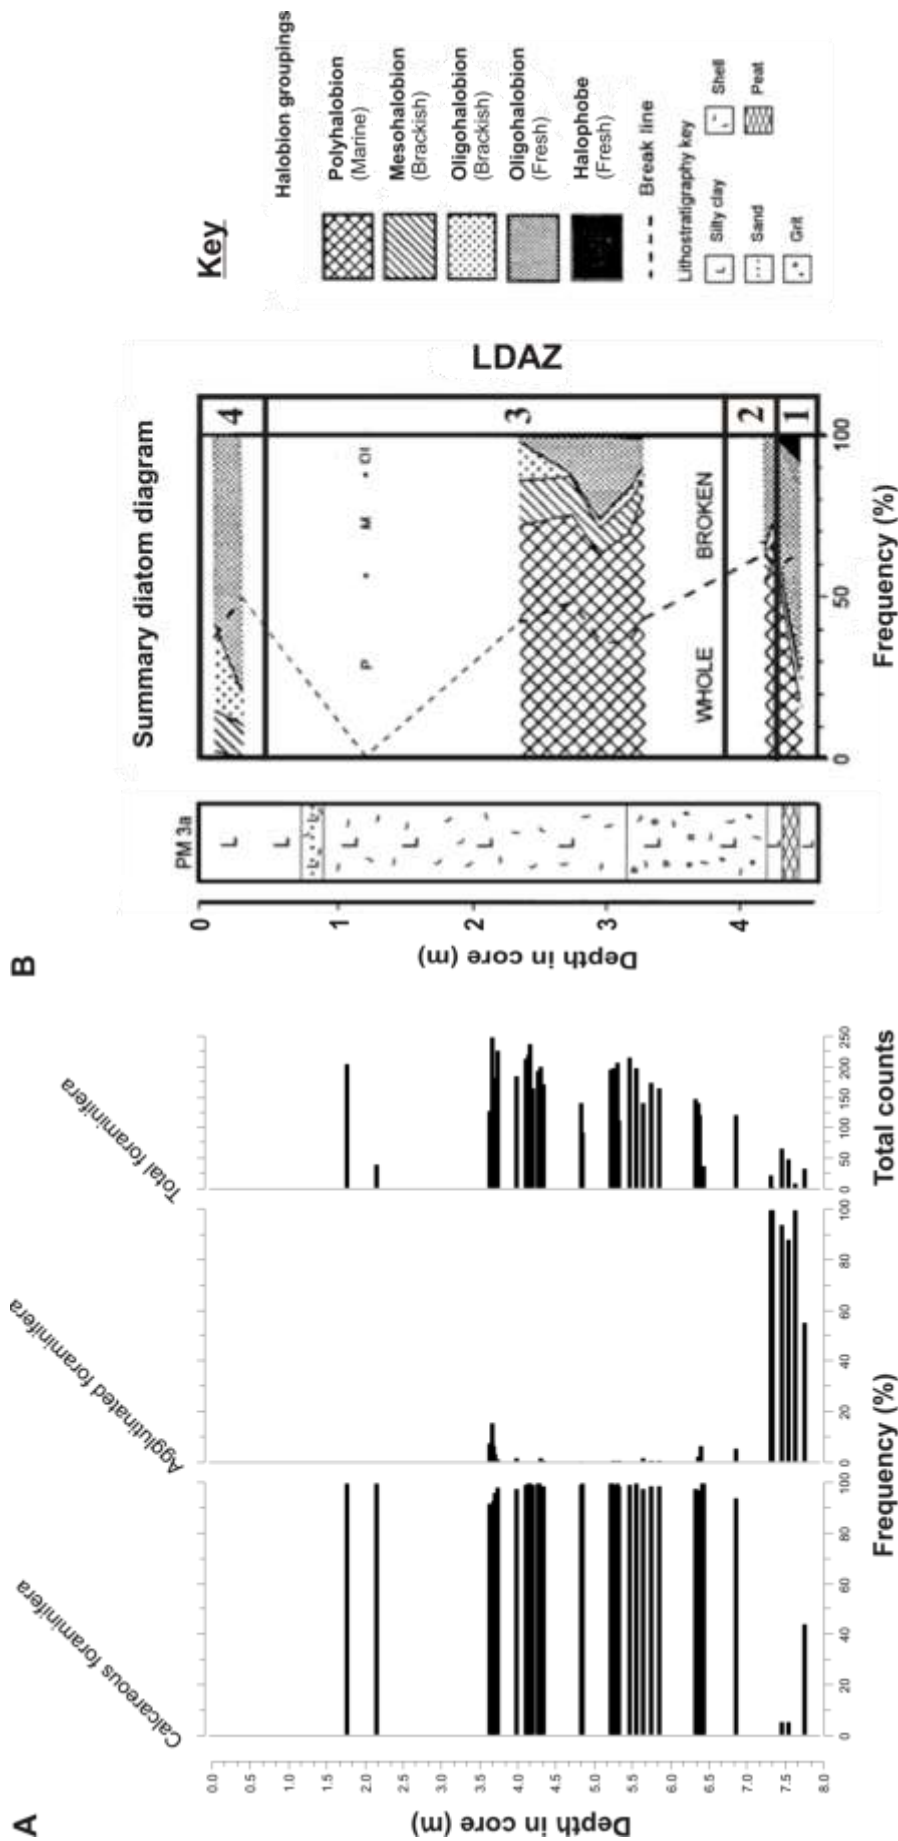 A
Calcareous foraminifera
Agglutinated foraminifera
Total foraminifera
Depth in core (m)
0.0
0.5
1.0
1.5
2.0
2.5
3.0
3.5
4.0
4.5
5.0
5.5
6.0
6.5
7.0
7.5
8.0
0 20 40 60 80 100
0 20 40 60 80 100
0 50 100 150 200 250
Frequency (%)
Total counts
B
Summary diatom diagram
PM 3a
Depth in core (m)
0
1
2
3
4
L
L
L
L
L
L
L
L
L
L
P M OI
WHOLE BROKEN
4
3
2
1
LDAZ
0 50 100
Frequency (%)
Key
Halobion groupings
Polyhalobion
(Marine)
Mesohalobion
(Brackish)
Oligohalobion
(Brackish)
Oligohalobion
(Fresh)
Halophobe
(Fresh)
Break line
Lithostratigraphy key
L Silty clay
Shell
Sand
Peat
Grit